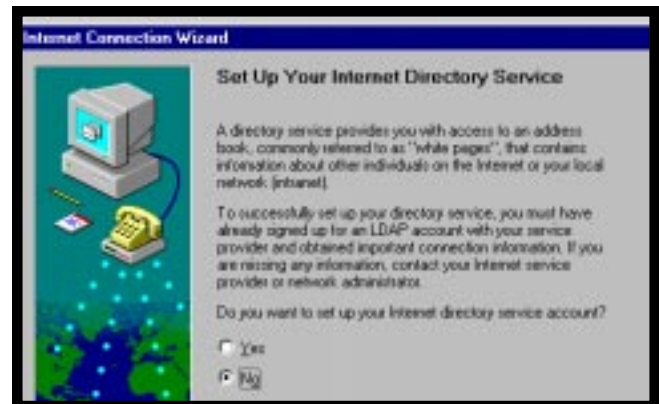 Internet Connection Wizard
Set Up Your Internet Directory Service
A directory service provides you with access to an address
book, commonly referred to as "white pages", that contains
information about other individuals on the Internet or your local
network (intranet).
To successfully set up your directory service, you must have
already signed up for an LDAP account with your service
provider and obtained important connection information. If you
are missing any information, contact your Internet service
provider or network administrator.
Do you want to set up your Internet directory service account?
Yes
No